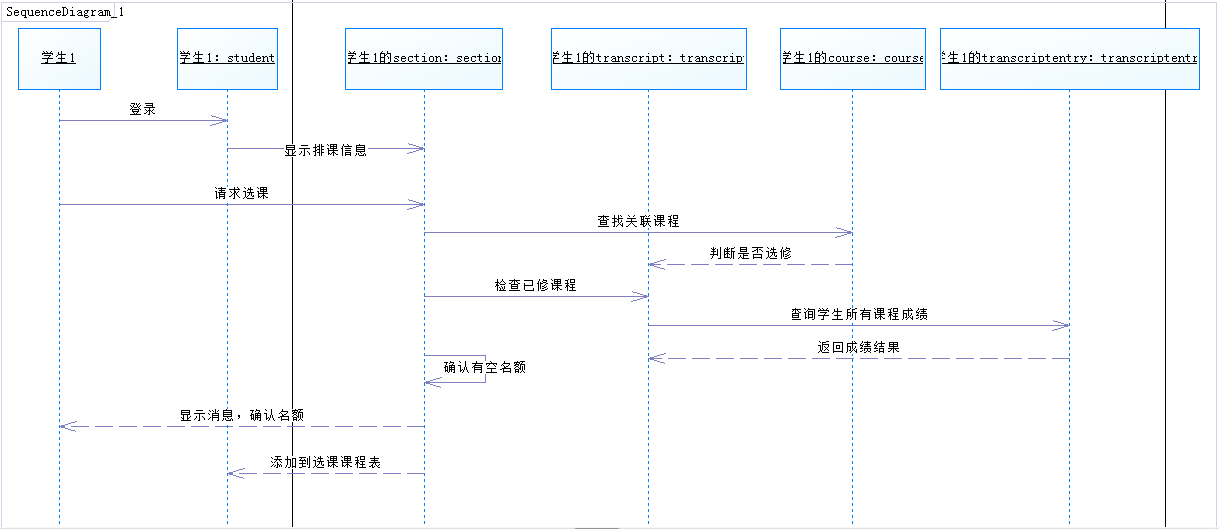 SequenceDiagram_1
学生1
学生1：student
学生1的section：section
学生1的transcript：transcript
学生1的course：course
学生1的transcriptentry：transcriptentr
登录
显示排课信息
请求选课
查找关联课程
判断是否选修
检查已修课程
查询学生所有课程成绩
返回成绩结果
确认有空名额
显示消息，确认名额
添加到选课课程表